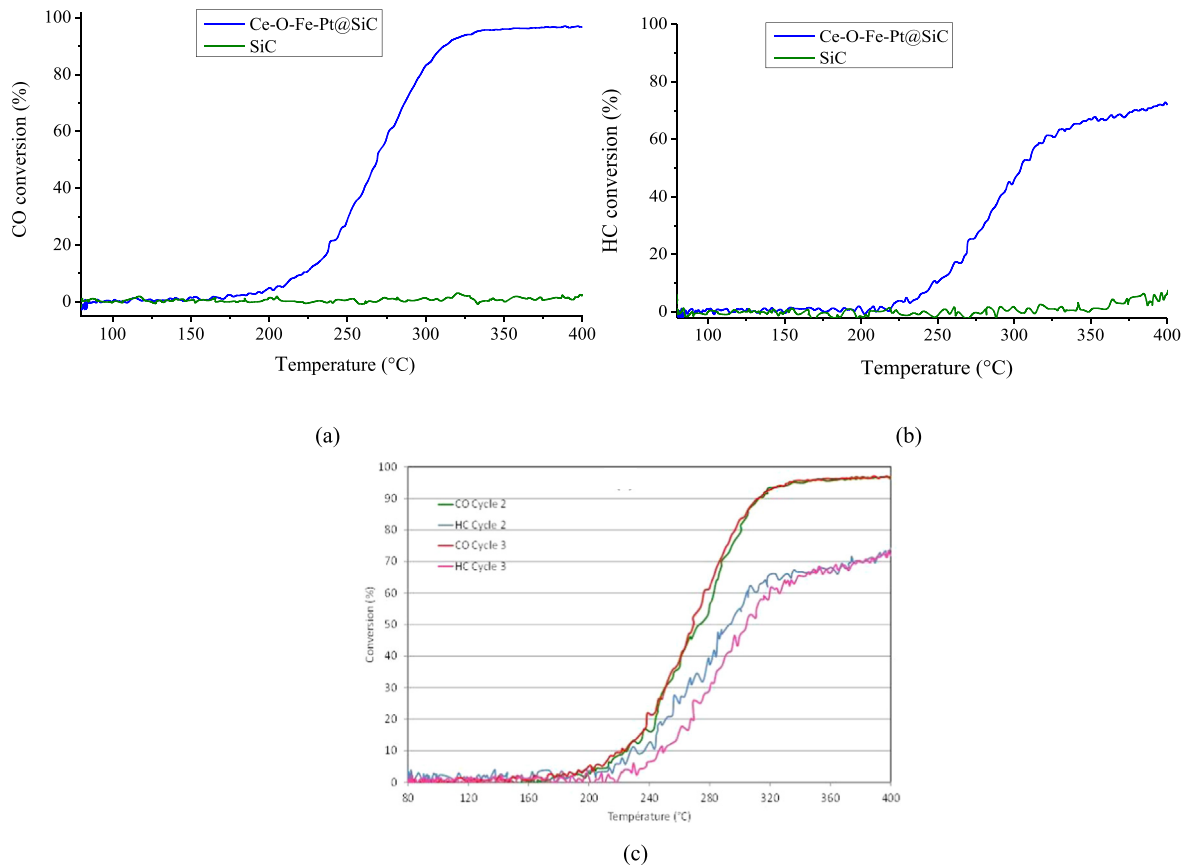 Ce-O-Fe-Pt@SiC
SiC
CO conversion (%)
100
80
60
40
20
0
100
150
200
250
300
350
400
Temperature (°C)
(a)
Ce-O-Fe-Pt@SiC
SiC
HC conversion (%)
100
80
60
40
20
0
100
150
200
250
300
350
400
Temperature (°C)
(b)
CO Cycle 2
HC Cycle 2
CO Cycle 3
HC Cycle 3
Conversion (%)
100
90
80
70
60
50
40
30
20
10
0
80
120
160
200
240
280
320
360
400
Température (°C)
(c)